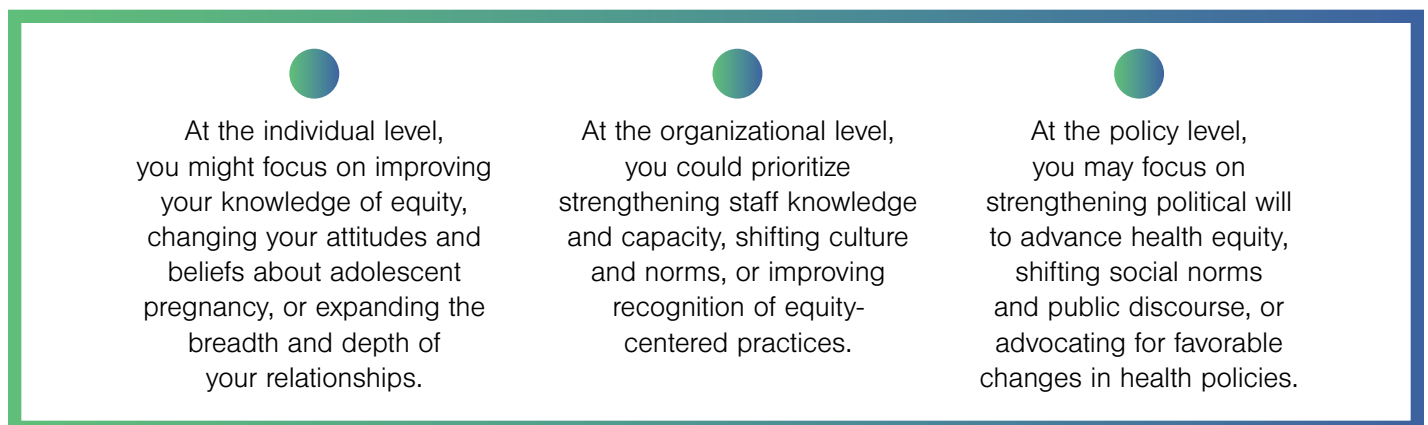 At the individual level,
you might focus on improving
your knowledge of equity,
changing your attitudes and
beliefs about adolescent
pregnancy, or expanding the
breadth and depth of
your relationships.
At the organizational level,
you could prioritize
strengthening staff knowledge
and capacity, shifting culture
and norms, or improving
recognition of equity-
centered practices.
At the policy level,
you may focus on
strengthening political will
to advance health equity,
shifting social norms
and public discourse, or
advocating for favorable
changes in health policies.